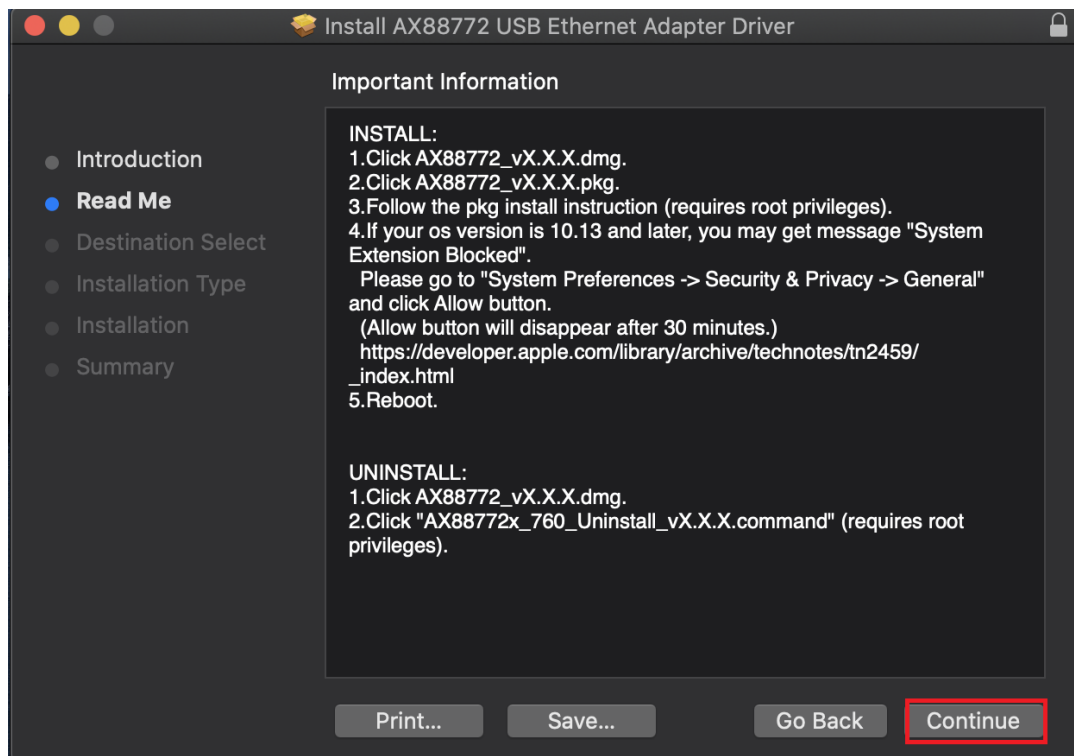 Install AX88772 USB Ethernet Adapter Driver
Important Information
Introduction
Read Me
Destination Select
Installation Type
Installation
Summary
INSTALL:
1.Click AX88772_vX.X.X.dmg.
2.Click AX88772_vX.X.X.pkg.
3.Follow the pkg install instruction (requires root privileges).
4.If your os version is 10.13 and later, you may get message "System
Extension Blocked".
Please go to "System Preferences -> Security & Privacy -> General"
and click Allow button.
(Allow button will disappear after 30 minutes.)
https://developer.apple.com/library/archive/technotes/tn2459/
_index.html
5.Reboot.
UNINSTALL:
1.Click AX88772_vX.X.X.dmg.
2.Click "AX88772x_760_Uninstall_vX.X.X.command" (requires root
privileges).
Print...
Save...
Go Back
Continue